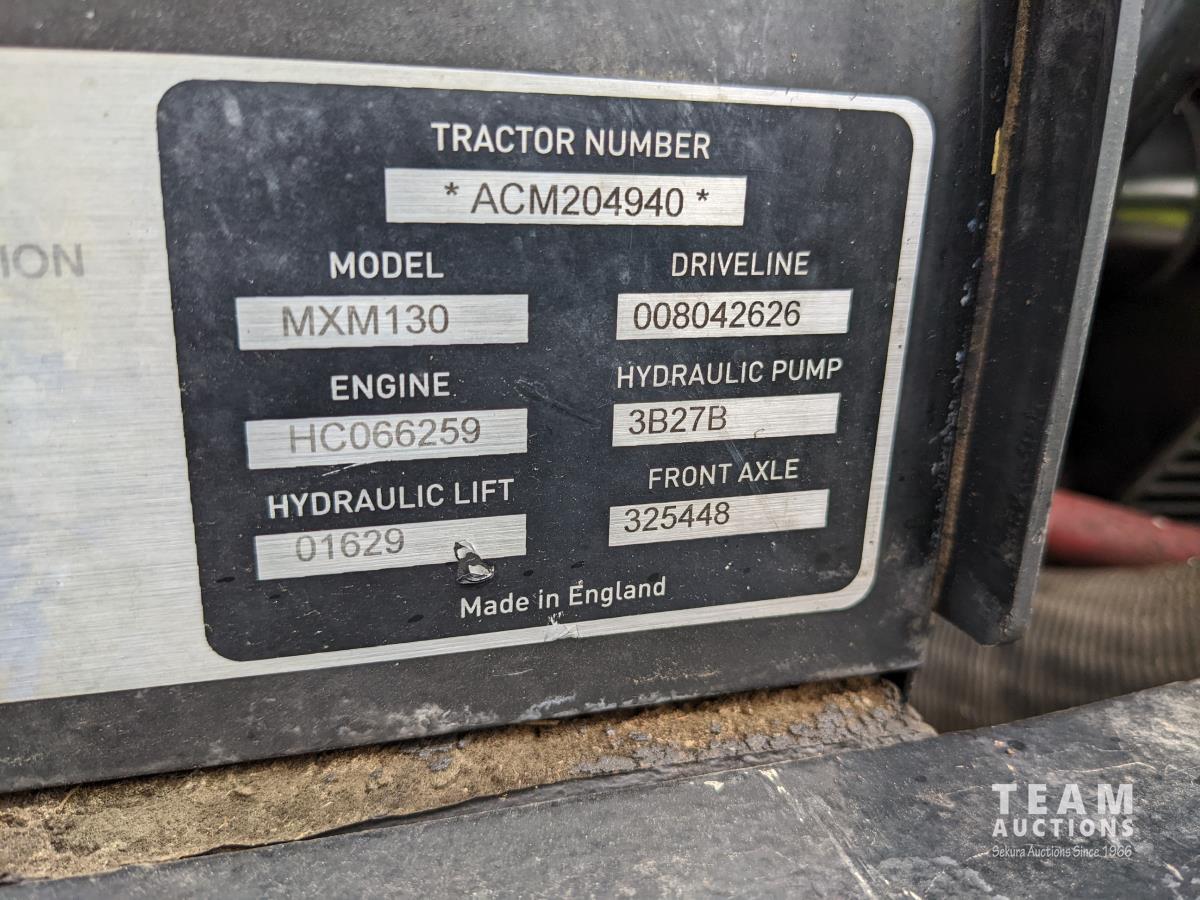 TRACTOR NUMBER
* ACM204940 *
MODEL
MXM130
DRIVELINE
008042626
ENGINE
HC066259
HYDRAULIC PUMP
3B27B
HYDRAULIC LIFT
01629
FRONT AXLE
325448
Made in England
ION
TEAM
AUCTIONS
Sekura Auctions Since 1966